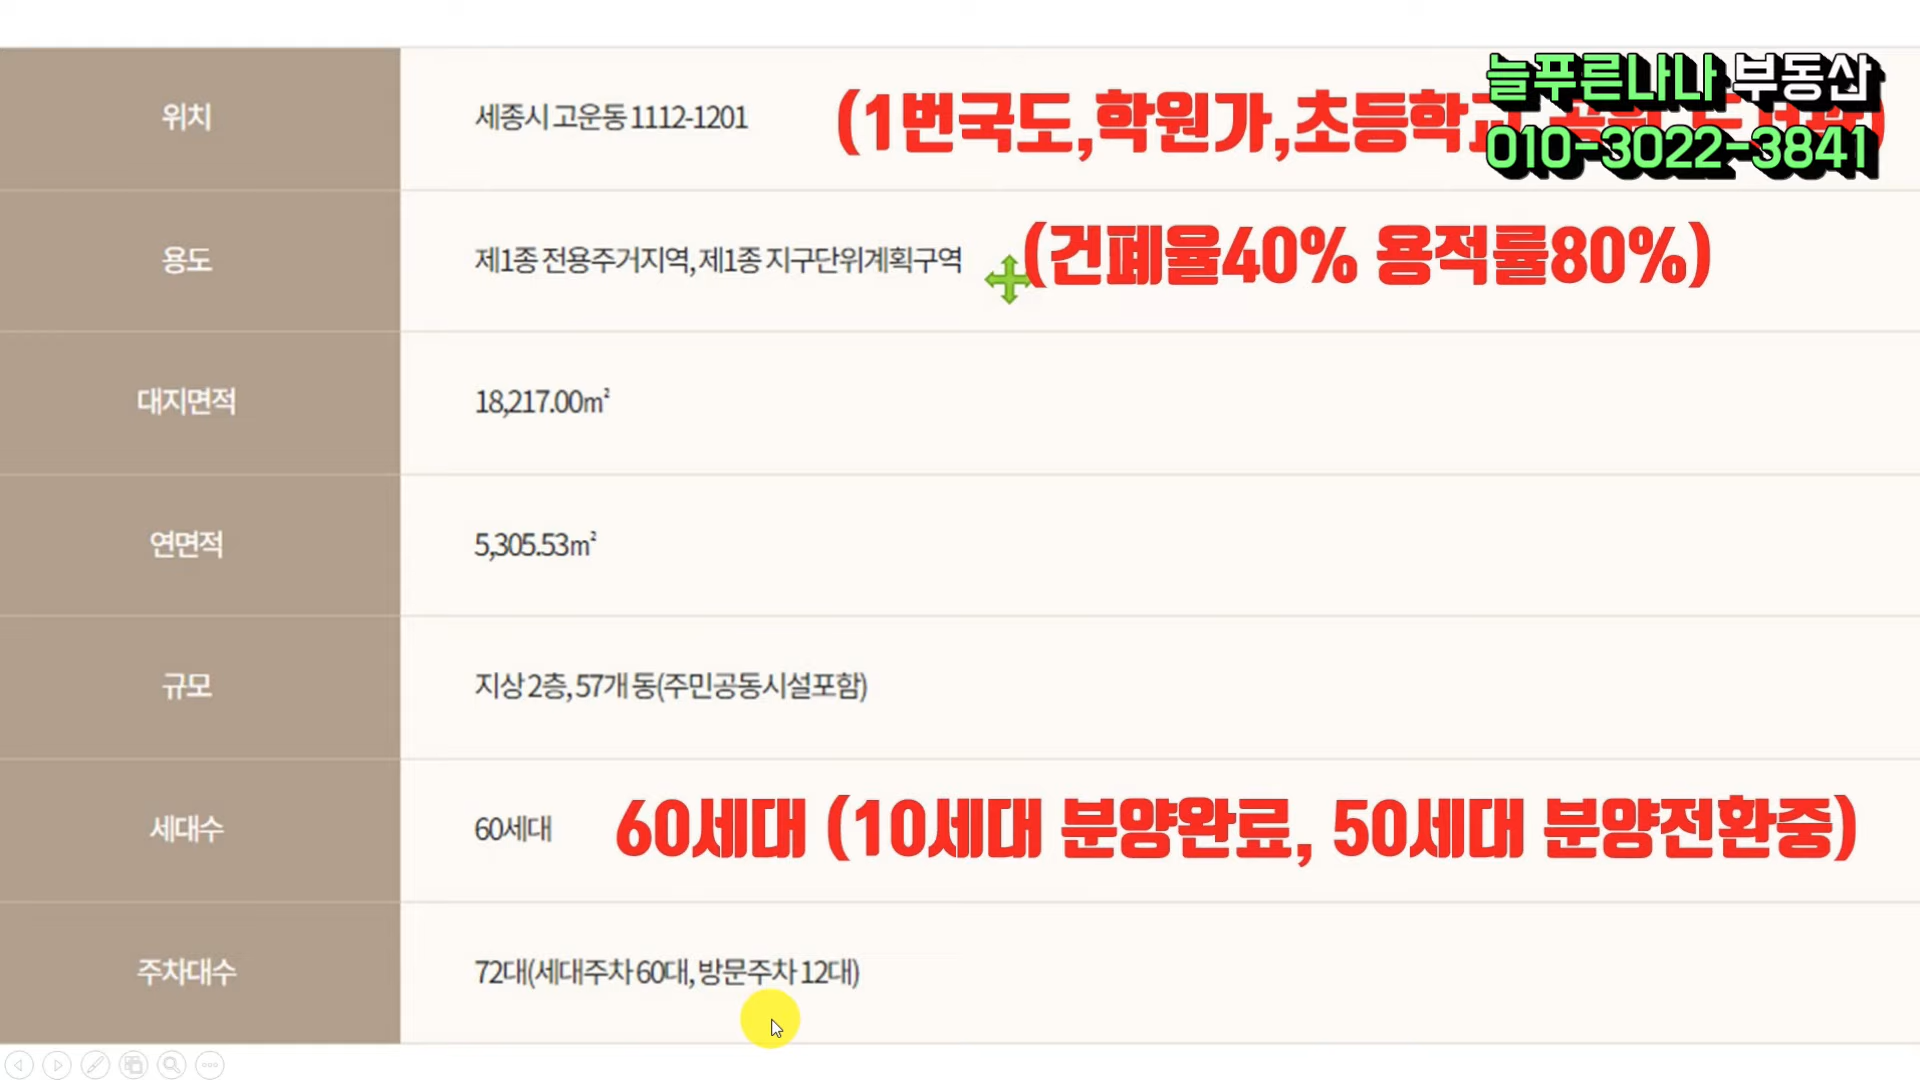 늘푸른나나 부동산
010-3022-3841
위치 세종시 고운동 1112-1201 (1번국도,학원가,초등학교
용도 제1종 전용주거지역, 제1종 지구단위계획구역 (건폐율40% 용적률80%)
대지면적 18,217.00㎡
연면적 5,305.53㎡
규모 지상 2층, 57개 동(주민공동시설포함)
세대수 60세대 60세대 (10세대 분양완료, 50세대 분양전환중)
주차대수 72대(세대주차 60대, 방문주차 12대)